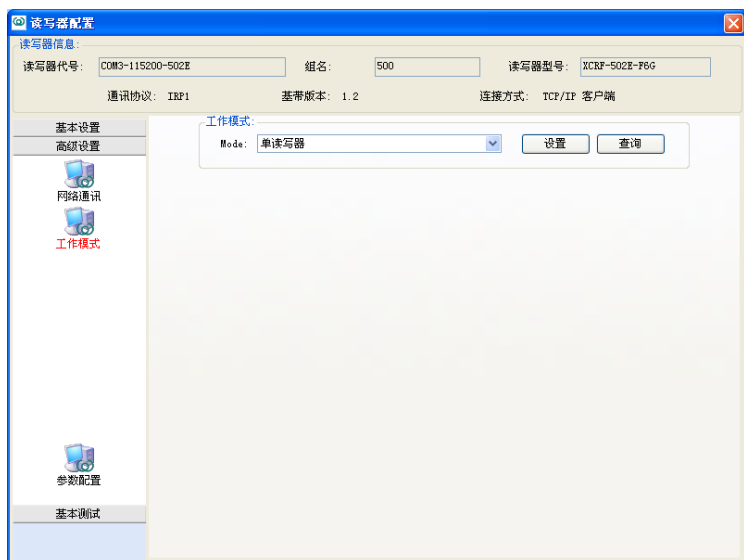 读写器配置
读写器信息:
读写器代号: COM3-115200-502E 组名: 500 读写器型号: XCRF-502E-F6G
通讯协议: IRP1 基带版本: 1.2 连接方式: TCP/IP 客户端
基本设置
高级设置
网络通讯
工作模式
参数配置
基本测试
工作模式:
Mode: 单读写器 设置 查询